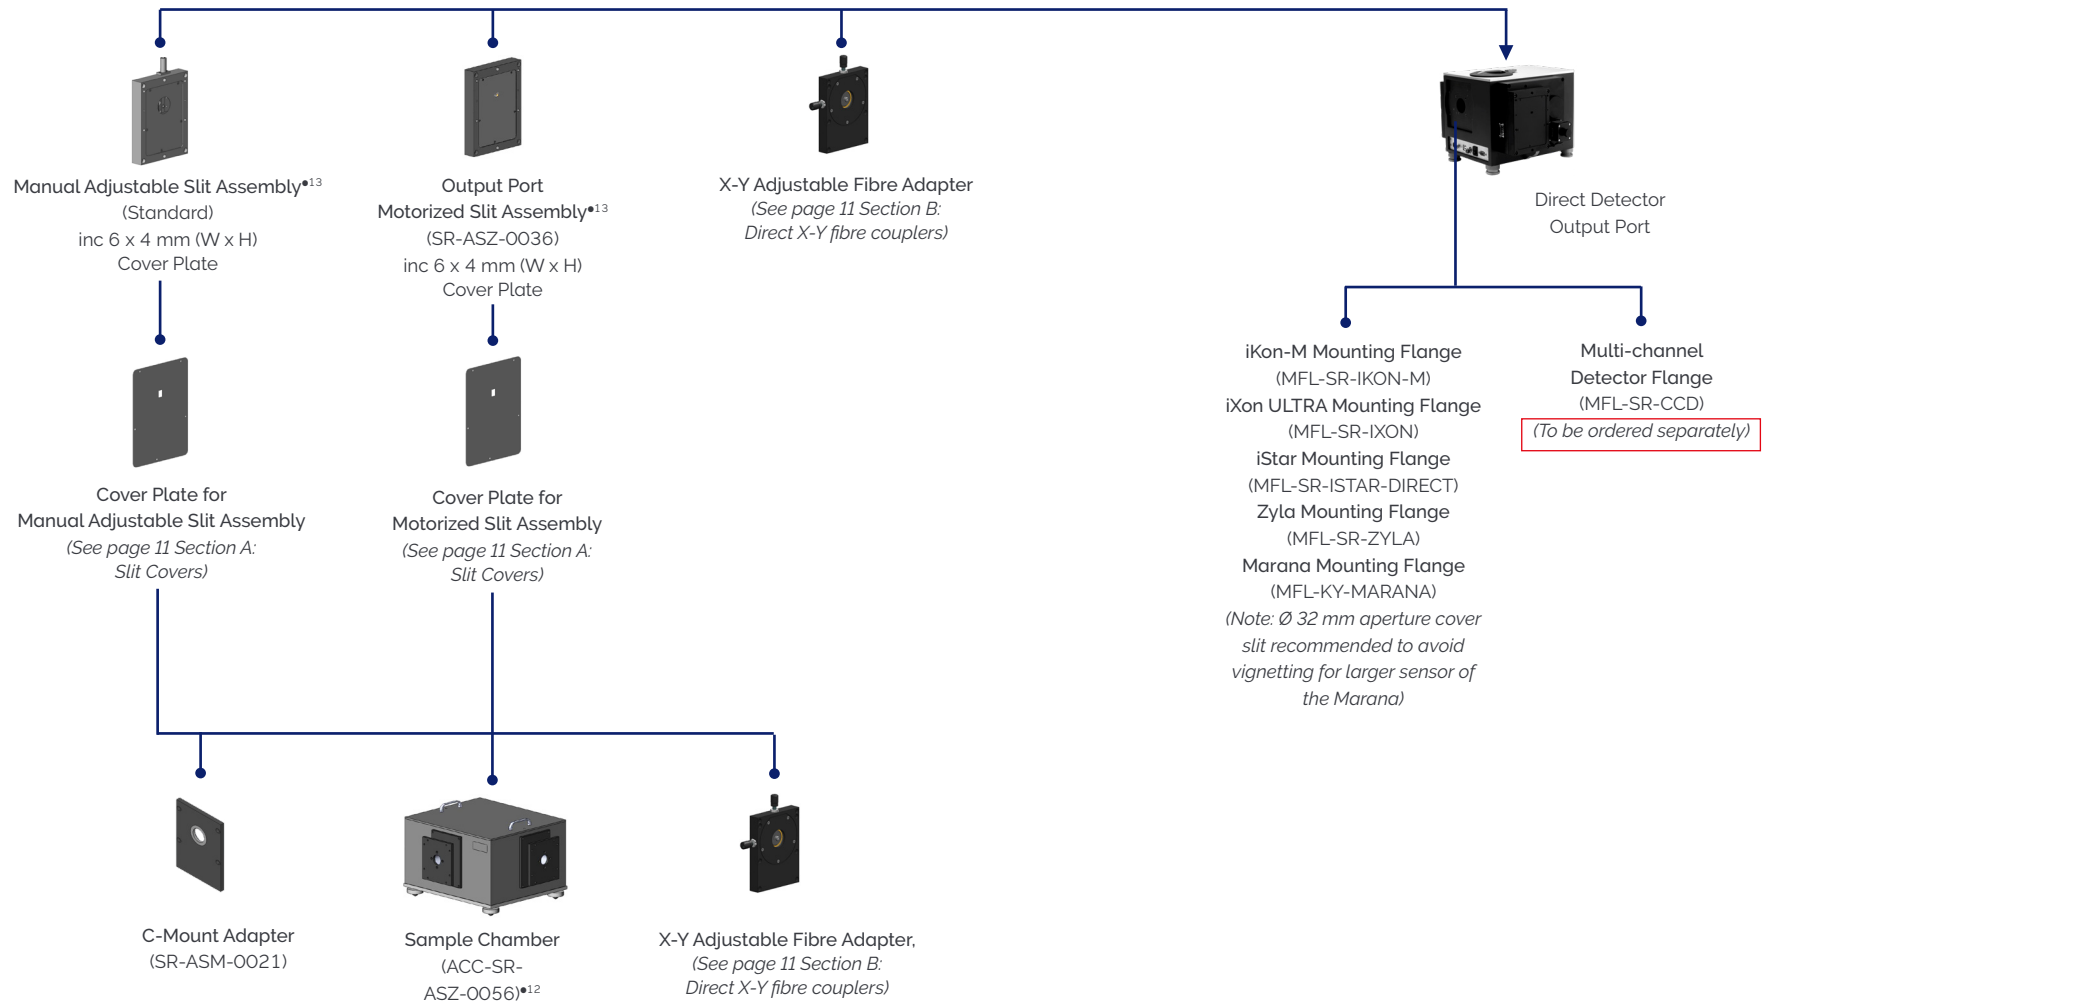 Manual Adjustable Slit Assembly●13
(Standard)
inc 6 x 4 mm (W x H)
Cover Plate
Output Port
Motorized Slit Assembly●13
(SR-ASZ-0036)
inc 6 x 4 mm (W x H)
Cover Plate
X-Y Adjustable Fibre Adapter
(See page 11 Section B:
Direct X-Y fibre couplers)
Direct Detector
Output Port
Cover Plate for
Manual Adjustable Slit Assembly
(See page 11 Section A:
Slit Covers)
Cover Plate for
Motorized Slit Assembly
(See page 11 Section A:
Slit Covers)
iKon-M Mounting Flange
(MFL-SR-IKON-M)
iXon ULTRA Mounting Flange
(MFL-SR-IXON)
iStar Mounting Flange
(MFL-SR-ISTAR-DIRECT)
Zyla Mounting Flange
(MFL-SR-ZYLA)
Marana Mounting Flange
(MFL-KY-MARANA)
(Note: Ø 32 mm aperture cover
slit recommended to avoid
vignetting for larger sensor of
the Marana)
Multi-channel
Detector Flange
(MFL-SR-CCD)
(To be ordered separately)
C-Mount Adapter
(SR-ASM-0021)
Sample Chamber
(ACC-SR-
ASZ-0056)●12
X-Y Adjustable Fibre Adapter,
(See page 11 Section B:
Direct X-Y fibre couplers)